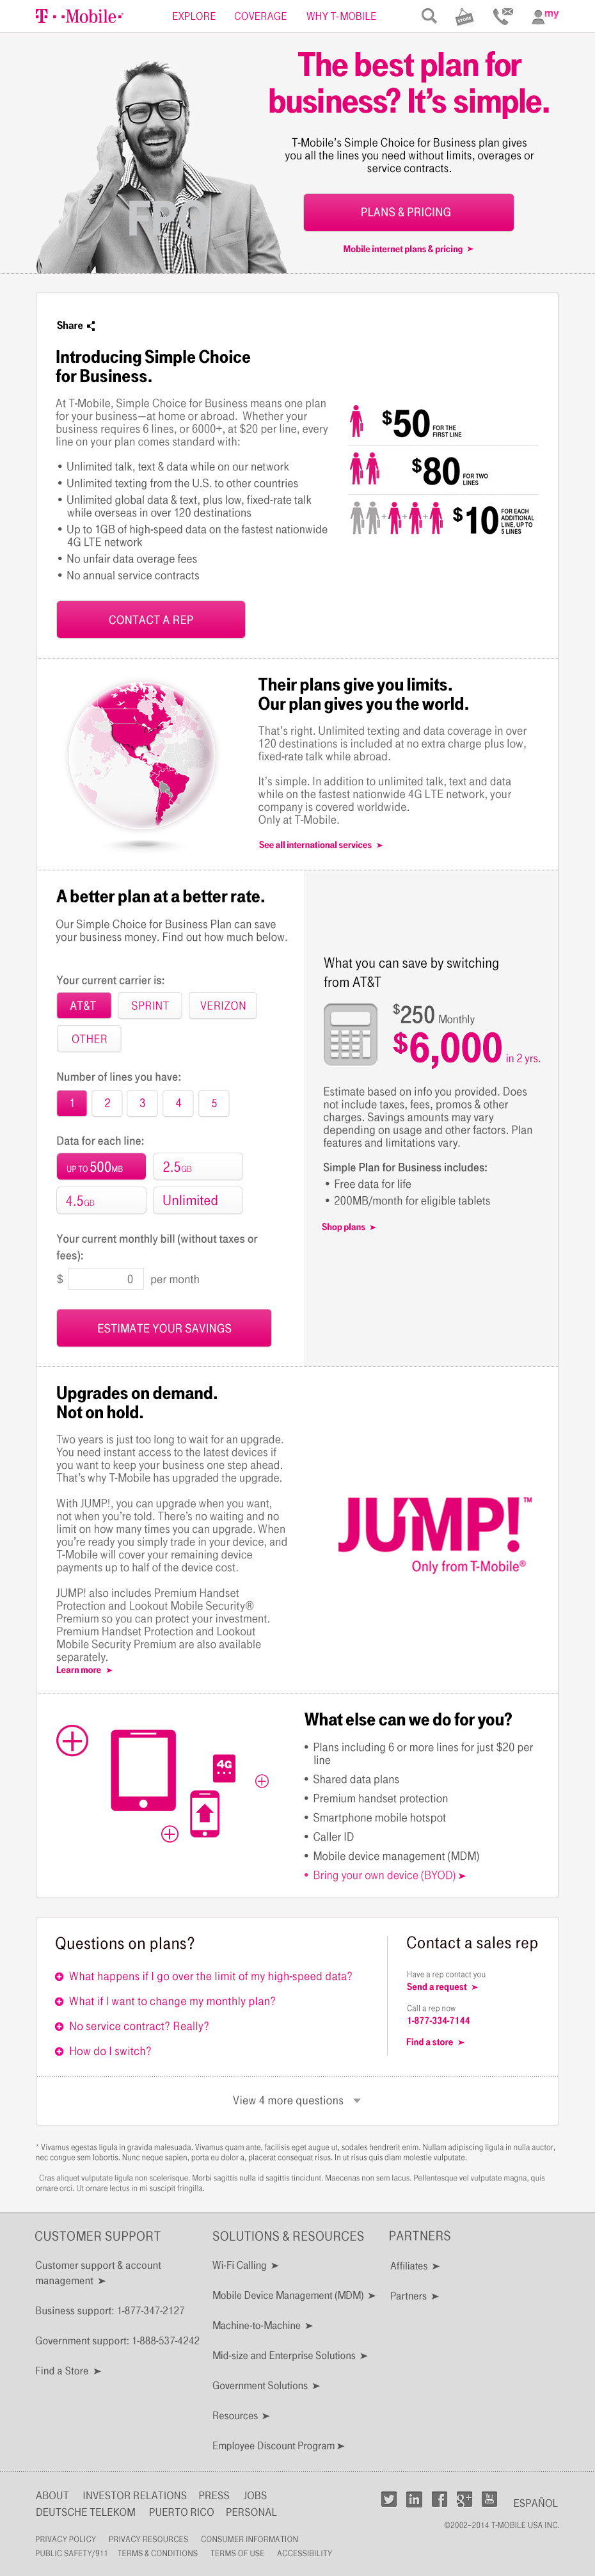 T··Mobile·
EXPLORE COVERAGE WHY T-MOBILE
STORE
my
The best plan for
business? It's simple.
T-Mobile's Simple Choice for Business plan gives
you all the lines you need without limits, overages or
service contracts.
FPO
PLANS & PRICING
Mobile internet plans & pricing
Share
Introducing Simple Choice
for Business.
At T-Mobile, Simple Choice for Business means one plan
for your business—at home or abroad. Whether your
business requires 6 lines, or 6000+, at $20 per line, every
line on your plan comes standard with:
• Unlimited talk, text & data while on our network
• Unlimited texting from the U.S. to other countries
• Unlimited global data & text, plus low, fixed-rate talk
while overseas in over 120 destinations
• Up to 1GB of high-speed data on the fastest nationwide
4G LTE network
• No unfair data overage fees
• No annual service contracts
$50 FOR THE
FIRST LINE
$80 FOR TWO
LINES
+ + + $10 FOR EACH
ADDITIONAL
LINE, UP TO
5 LINES
CONTACT A REP
Their plans give you limits.
Our plan gives you the world.
That's right. Unlimited texting and data coverage in over
120 destinations is included at no extra charge plus low,
fixed-rate talk while abroad.
It's simple. In addition to unlimited talk, text and data
while on the fastest nationwide 4G LTE network, your
company is covered worldwide.
Only at T-Mobile.
See all international services
A better plan at a better rate.
Our Simple Choice for Business Plan can save
your business money. Find out how much below.
Your current carrier is:
AT&T SPRINT VERIZON
OTHER
Number of lines you have:
1 2 3 4 5
Data for each line:
UP TO 500MB 2.5GB
4.5GB Unlimited
Your current monthly bill (without taxes or
fees):
$ 0 per month
ESTIMATE YOUR SAVINGS
What you can save by switching
from AT&T
$250 Monthly
$6,000 in 2 yrs.
Estimate based on info you provided. Does
not include taxes, fees, promos & other
charges. Savings amounts may vary
depending on usage and other factors. Plan
features and limitations vary.
Simple Plan for Business includes:
• Free data for life
• 200MB/month for eligible tablets
Shop plans
Upgrades on demand.
Not on hold.
Two years is just too long to wait for an upgrade.
You need instant access to the latest devices if
you want to keep your business one step ahead.
That's why T-Mobile has upgraded the upgrade.
With JUMP!, you can upgrade when you want,
not when you're told. There's no waiting and no
limit on how many times you can upgrade. When
you're ready you simply trade in your device, and
T-Mobile will cover your remaining device
payments up to half of the device cost.
JUMP! also includes Premium Handset
Protection and Lookout Mobile Security®
Premium so you can protect your investment.
Premium Handset Protection and Lookout
Mobile Security Premium are also available
separately.
Learn more
JUMP!™
Only from T-Mobile®
4G
What else can we do for you?
• Plans including 6 or more lines for just $20 per
line
• Shared data plans
• Premium handset protection
• Smartphone mobile hotspot
• Caller ID
• Mobile device management (MDM)
• Bring your own device (BYOD)
Questions on plans?
What happens if I go over the limit of my high-speed data?
What if I want to change my monthly plan?
No service contract? Really?
How do I switch?
Contact a sales rep
Have a rep contact you
Send a request
Call a rep now
1-877-334-7144
Find a store
View 4 more questions
* Vivamus egestas ligula in gravida malesuada. Vivamus quam ante, facilisis eget augue ut, sodales hendrerit enim. Nullam adipiscing ligula in nulla auctor,
nec congue sem lobortis. Nunc neque sapien, porta eu dolor a, placerat consequat risus. In ut risus quis diam molestie vulputate.
Cras aliquet vulputate ligula non scelerisque. Morbi sagittis nulla id sagittis tincidunt. Maecenas non sem lacus. Pellentesque vel vulputate magna, quis
ornare orci. Ut ornare lectus in mi suscipit fringilla.
CUSTOMER SUPPORT
Customer support & account
management
Business support: 1-877-347-2127
Government support: 1-888-537-4242
Find a Store
SOLUTIONS & RESOURCES
Wi-Fi Calling
Mobile Device Management (MDM)
Machine-to-Machine
Mid-size and Enterprise Solutions
Government Solutions
Resources
Employee Discount Program
PARTNERS
Affiliates
Partners
ABOUT INVESTOR RELATIONS PRESS JOBS
DEUTSCHE TELEKOM PUERTO RICO PERSONAL
in f g+ You Tube ESPAÑOL
©2002-2014 T-MOBILE USA INC.
PRIVACY POLICY PRIVACY RESOURCES CONSUMER INFORMATION
PUBLIC SAFETY/911 TERMS & CONDITIONS TERMS OF USE ACCESSIBILITY